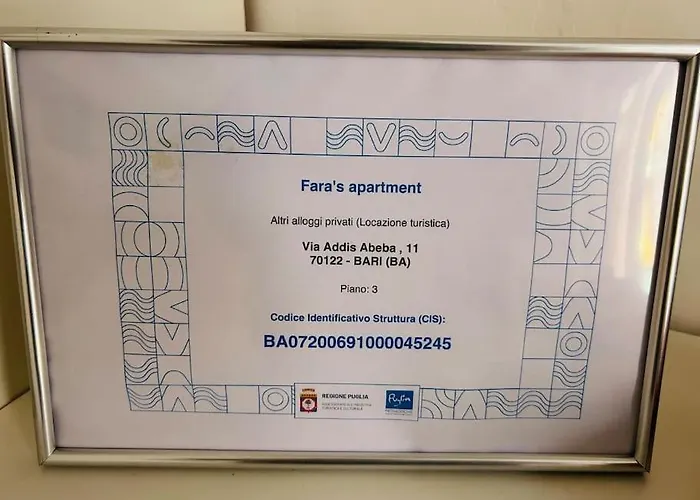 Fara's apartment
Altri alloggi privati (Locazione turistica)
Via Addis Abeba , 11
70122 - BARI (BA)
Piano: 3
Codice Identificativo Struttura (CIS):
BA07200691000045245
REGIONE PUGLIA